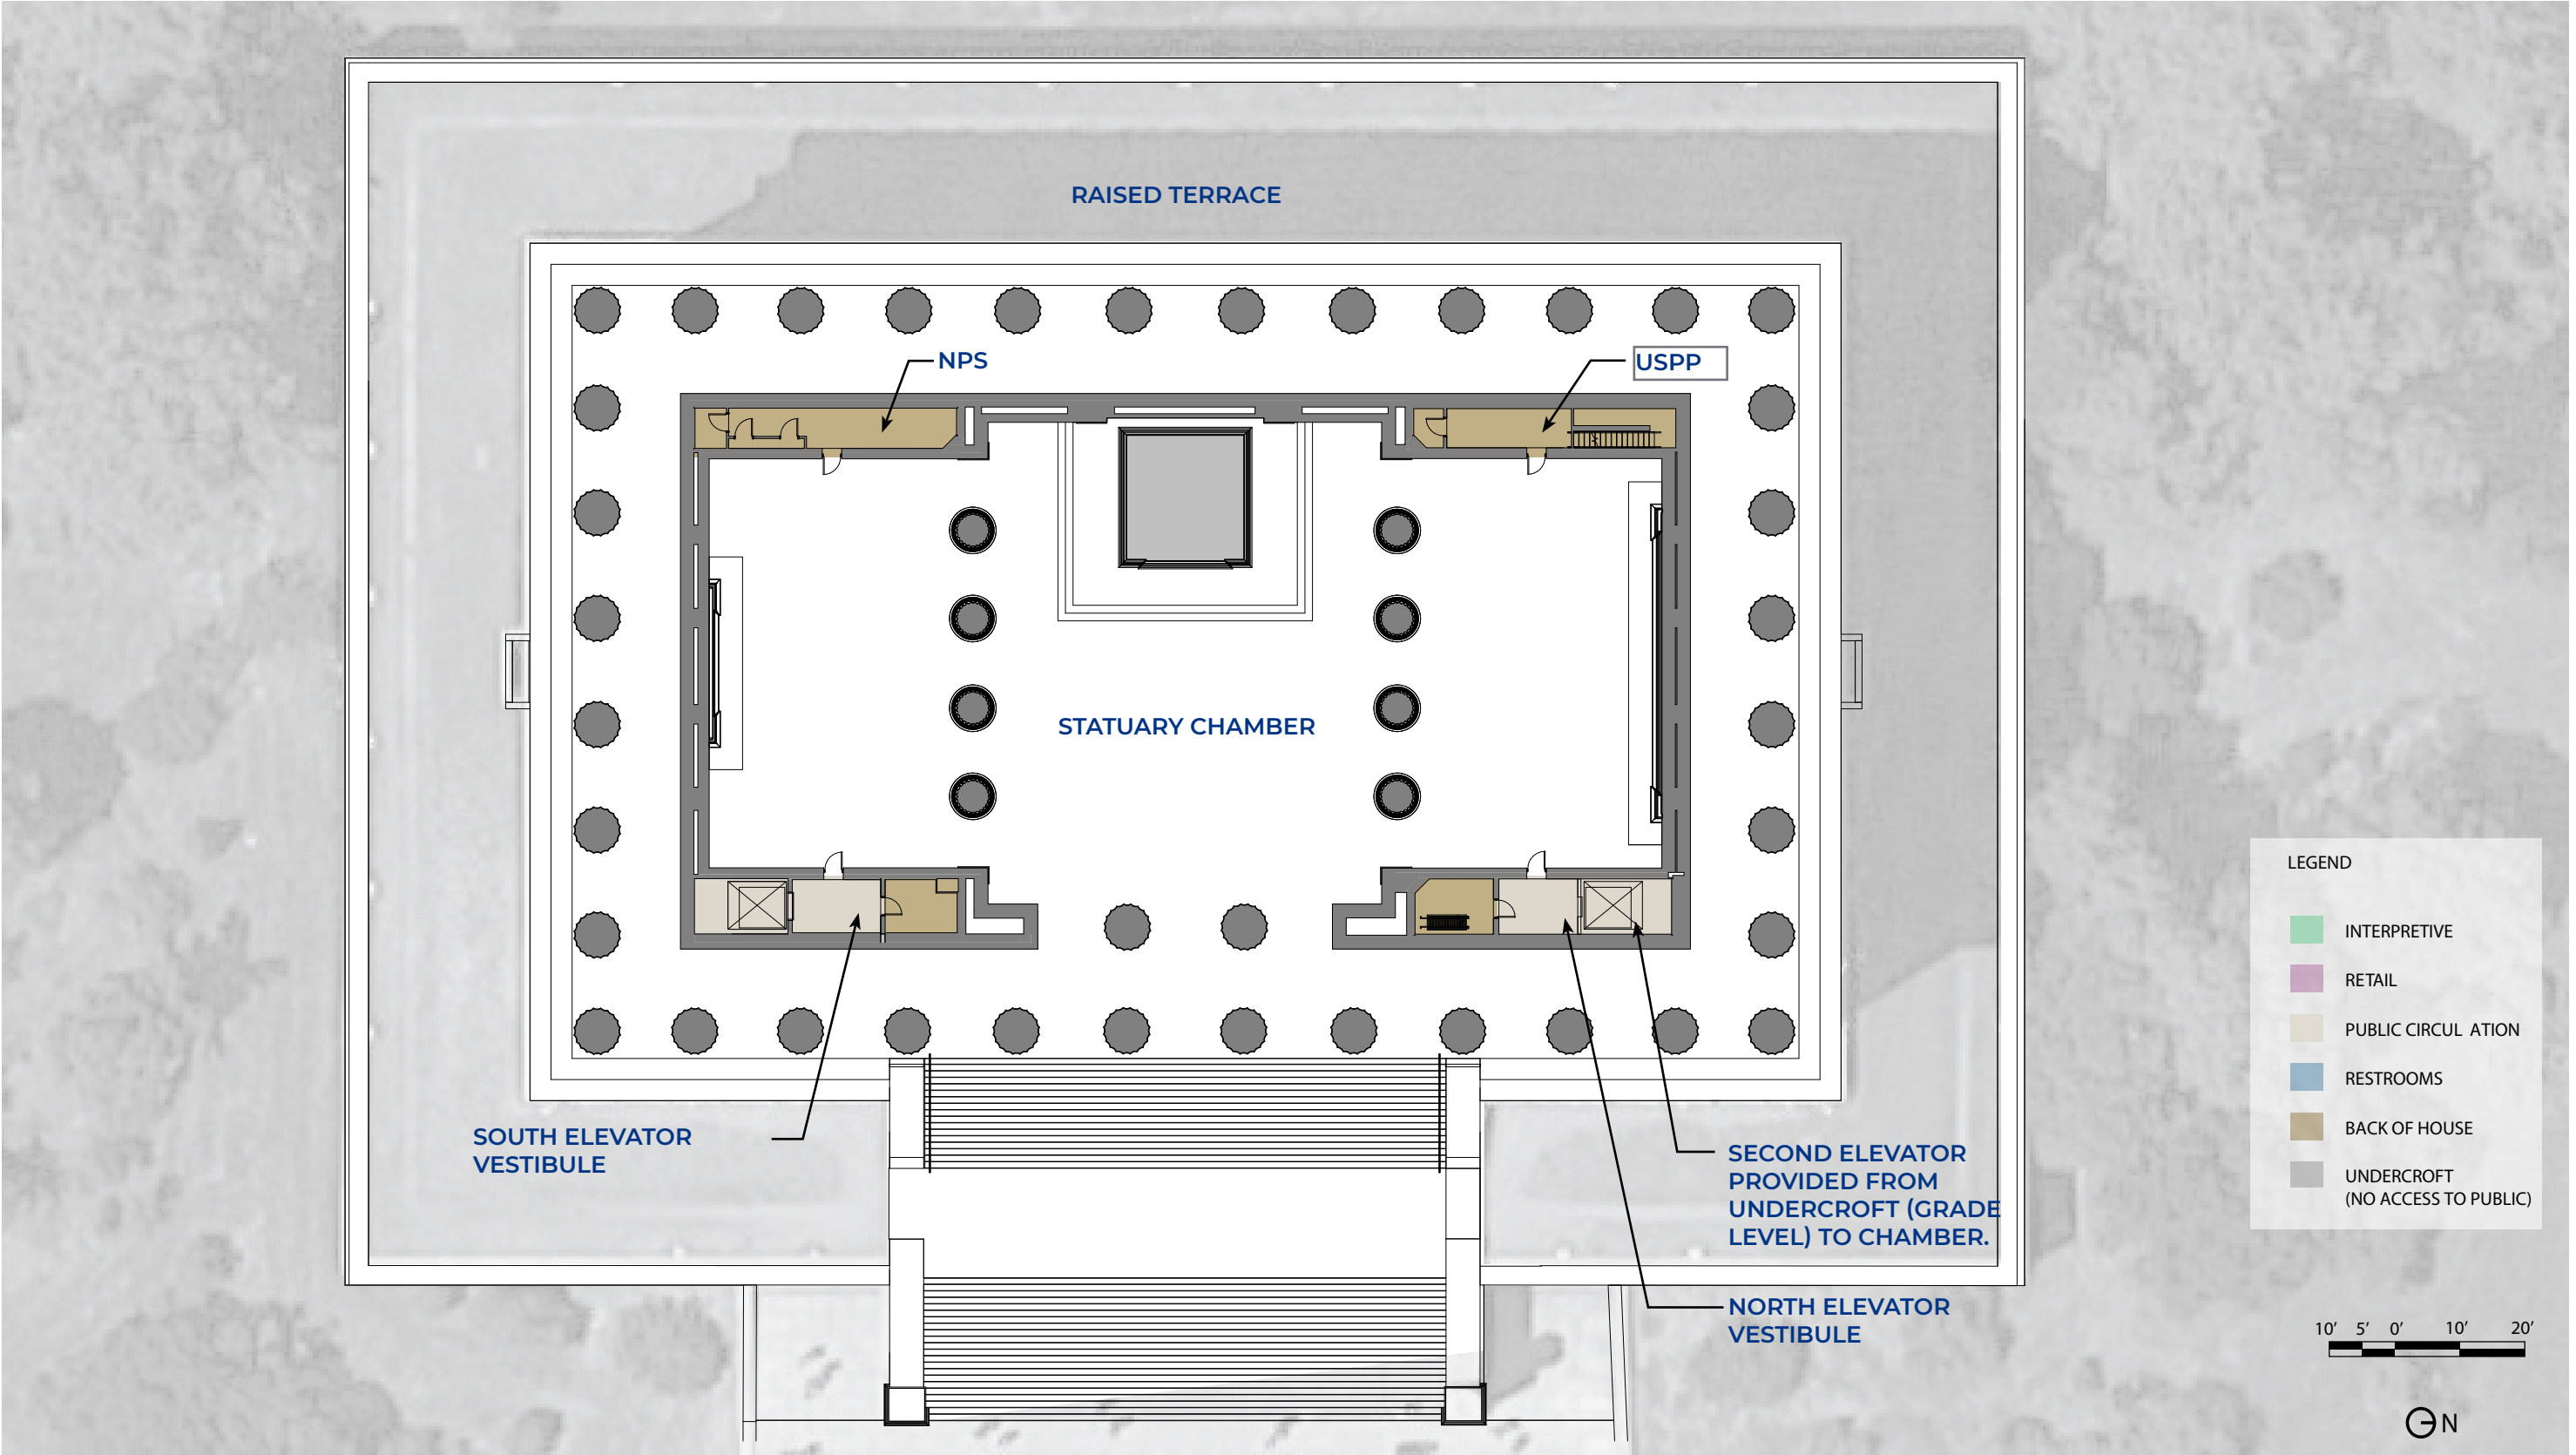 RAISED TERRACE
NPS
USPP
STATUARY CHAMBER
SOUTH ELEVATOR
VESTIBULE
SECOND ELEVATOR
PROVIDED FROM
UNDERCROFT (GRADE
LEVEL) TO CHAMBER.
NORTH ELEVATOR
VESTIBULE
LEGEND
INTERPRETIVE
RETAIL
PUBLIC CIRCUL ATION
RESTROOMS
BACK OF HOUSE
UNDERCROFT
(NO ACCESS TO PUBLIC)
10’ 5’ 0’ 10’ 20’
N